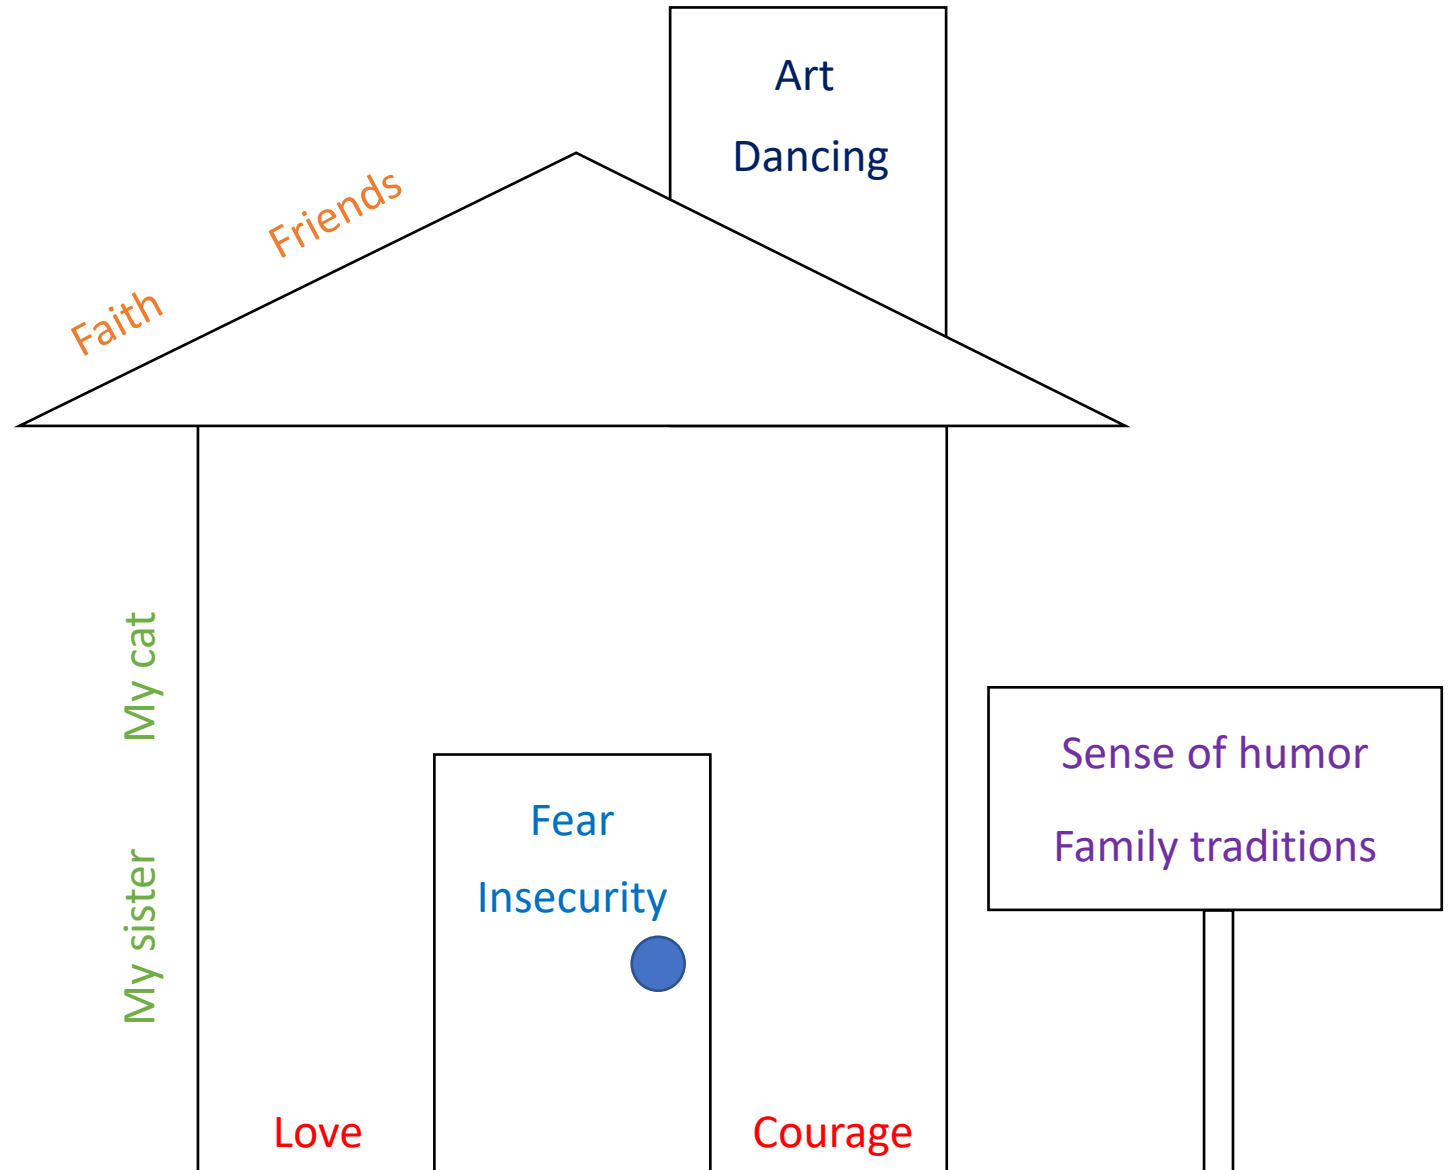 Art
Dancing
Friends
Faith
My cat
My sister
Fear
Insecurity
Sense of humor
Family traditions
Love
Courage